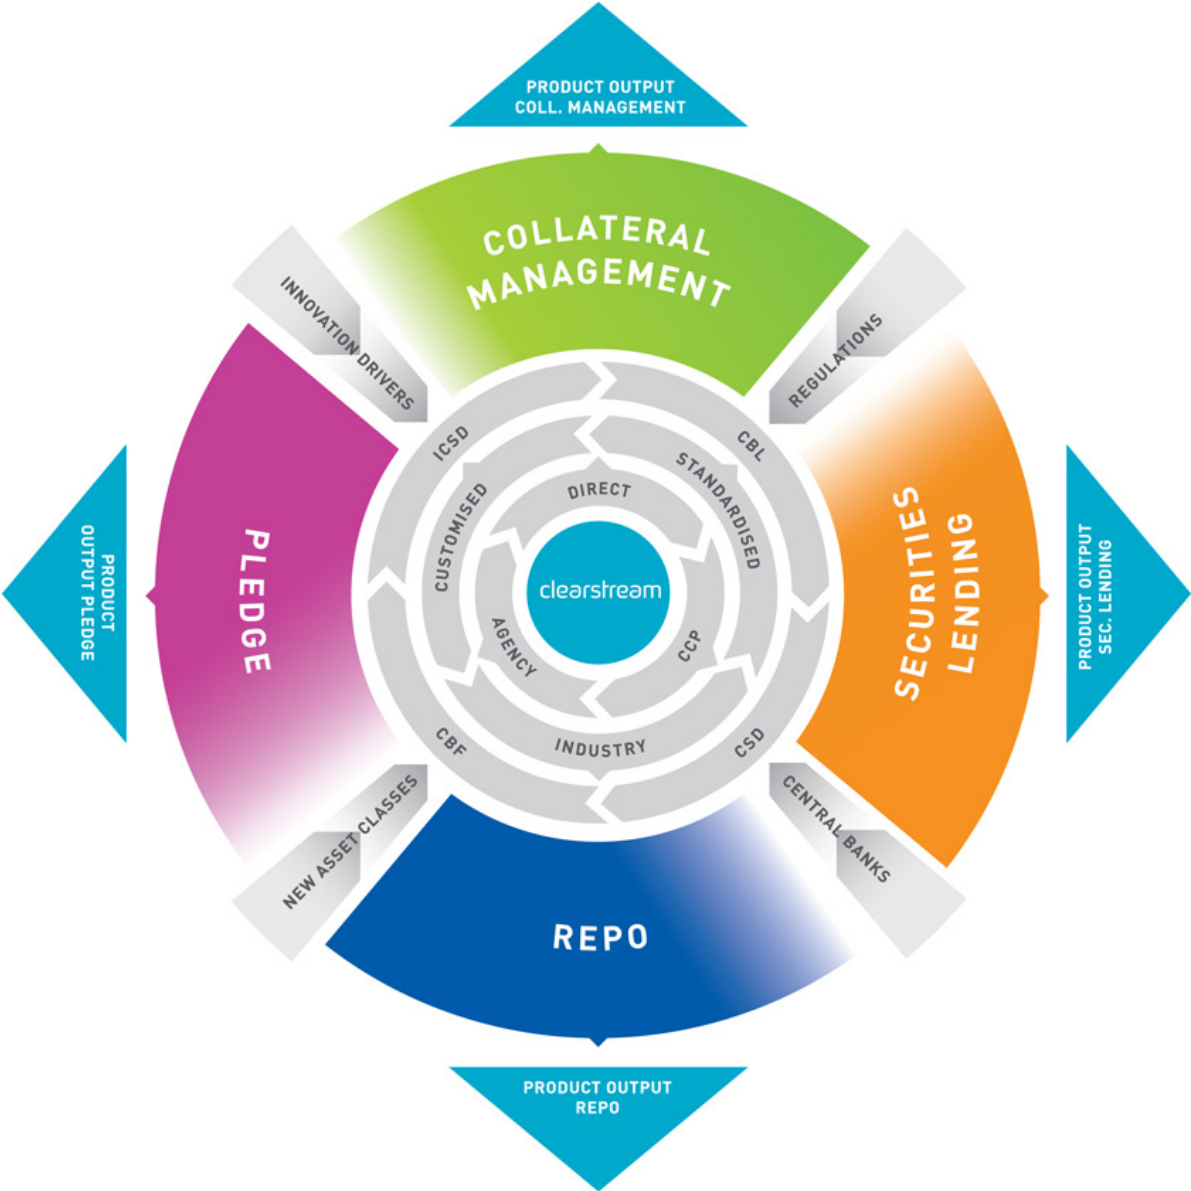 PRODUCT OUTPUT
COLL. MANAGEMENT
COLLATERAL
MANAGEMENT
INNOVATION DRIVERS
REGULATIONS
ICSD
CBL
CUSTOMISED
STANDARDISED
DIRECT
PLEDGE
PRODUCT
OUTPUT PLEDGE
clearstream
SECURITIES
LENDING
PRODUCT OUTPUT
SEC. LENDING
AGENCY
CCP
CBF
INDUSTRY
CSD
NEW ASSET CLASSES
CENTRAL BANKS
REPO
PRODUCT OUTPUT
REPO